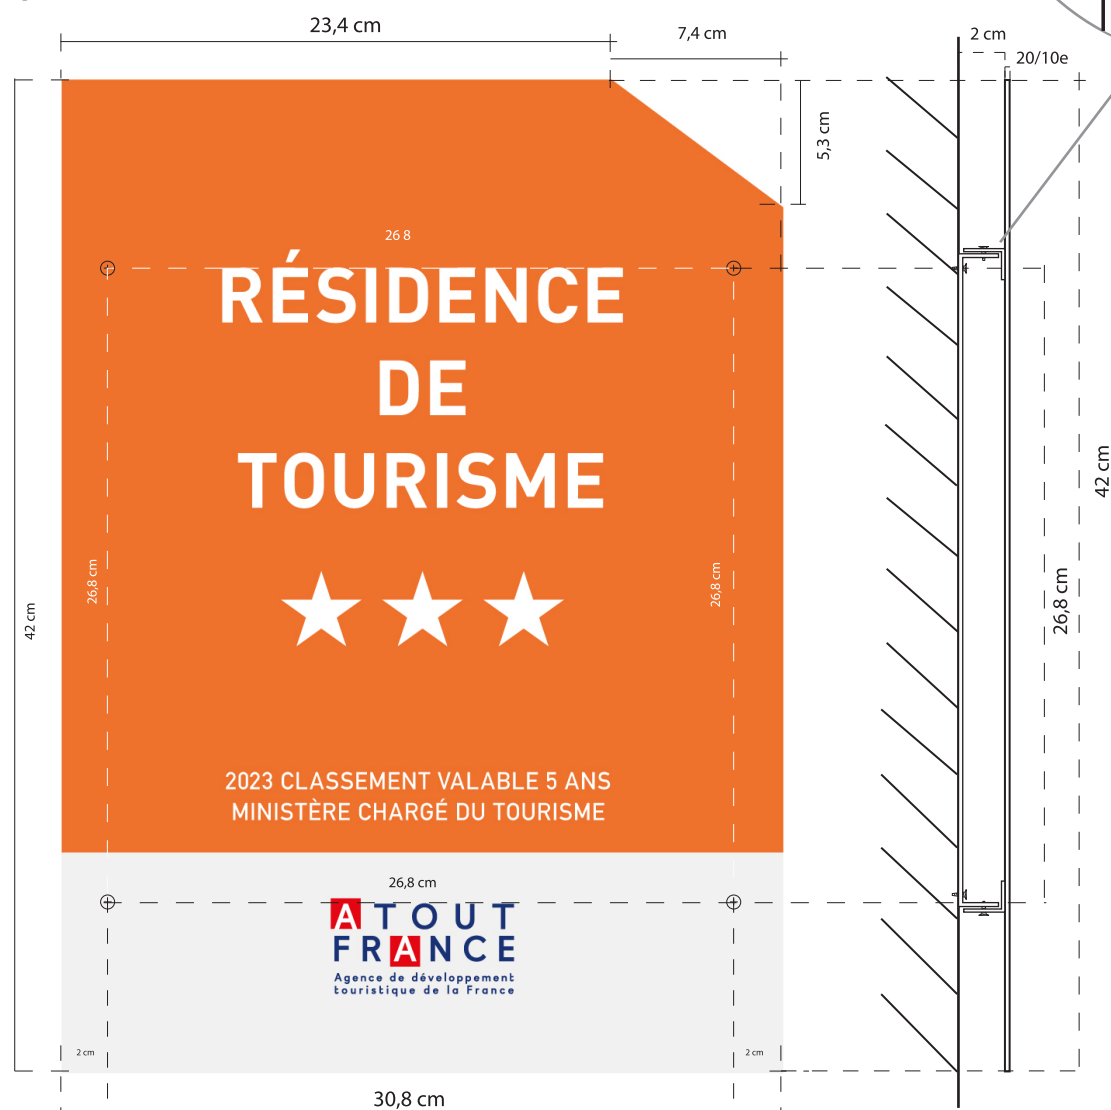 23,4 cm
7,4 cm
2 cm
20/10e
5,3 cm
26 8
RÉSIDENCE
DE
TOURISME
42 cm
26,8 cm
26,8 cm
26,8 cm
42 cm
2023 CLASSEMENT VALABLE 5 ANS
MINISTÈRE CHARGÉ DU TOURISME
26,8 cm
ATOUT
FRANCE
Agence de développement
touristique de la France
2 cm
2 cm
30,8 cm